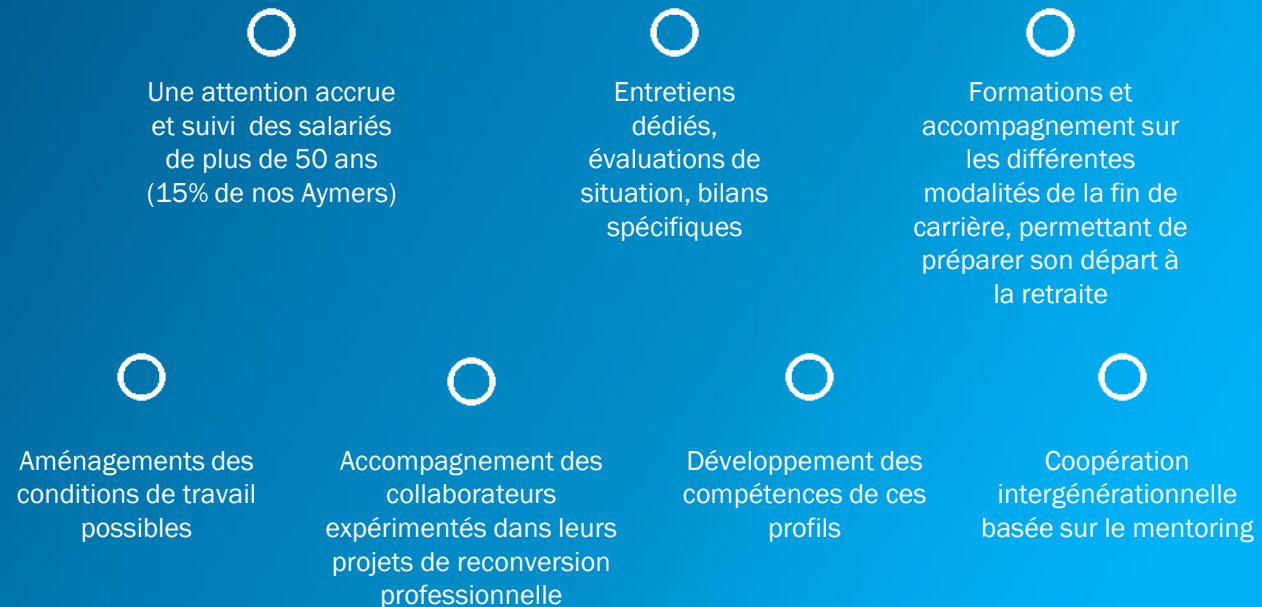 Une attention accrue
et suivi  des salariés
de plus de 50 ans
(15% de nos Aymers)
Entretiens
dédiés,
évaluations de
situation, bilans
spécifiques
Formations et
accompagnement sur
les différentes
modalités de la fin de
carrière, permettant de
préparer son départ à
la retraite
Aménagements des
conditions de travail
possibles
Accompagnement des
collaborateurs
expérimentés dans leurs
projets de reconversion
professionnelle
Développement des
compétences de ces
profils
Coopération
intergénérationnelle
basée sur le mentoring